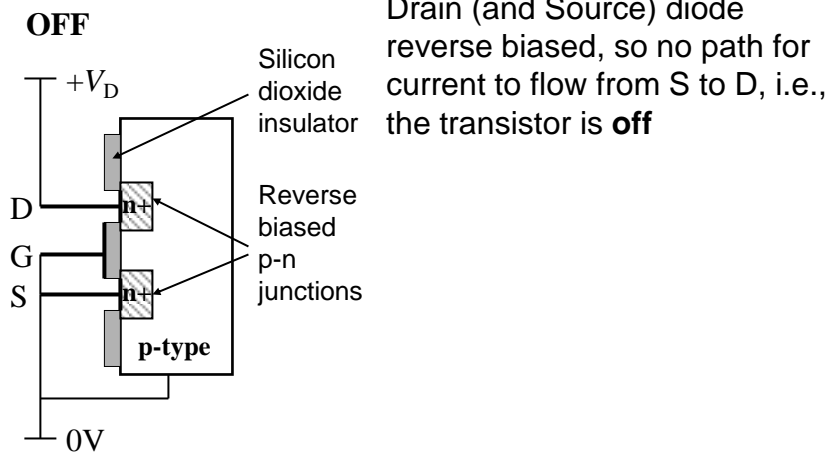 OFF
Drain (and Source) diode
reverse biased, so no path for
current to flow from S to D, i.e.,
the transistor is off
+VD
Silicon
dioxide
insulator
Reverse
biased
p-n
junctions
D
n+
G
S
n+
p-type
0V